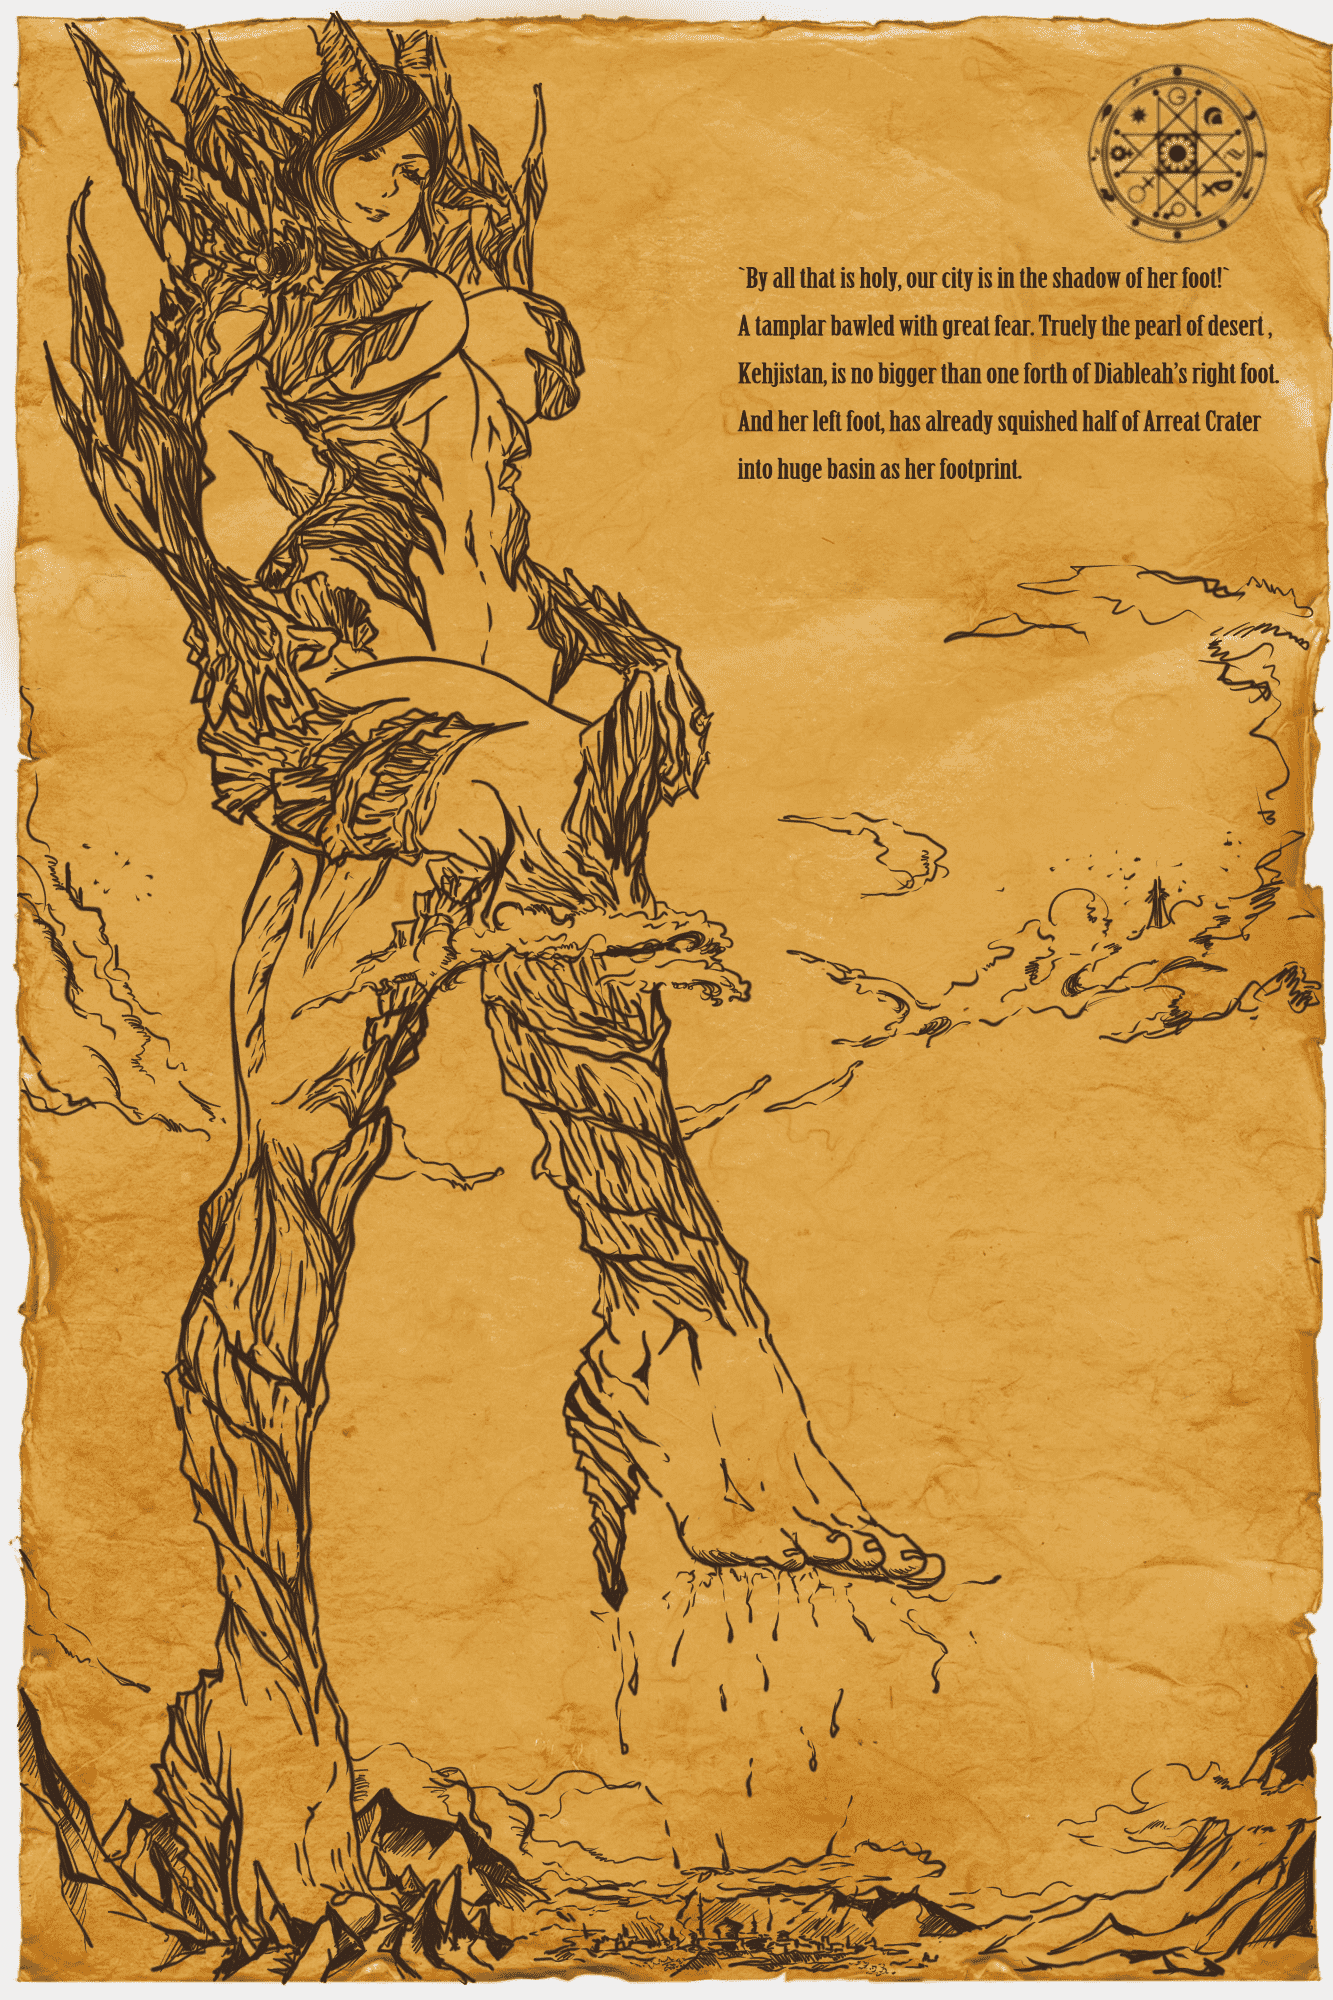 `By all that is holy, our city is in the shadow of her foot!`
A tamplar bawled with great fear. Truely the pearl of desert ,
Kehjistan, is no bigger than one forth of Diableah's right foot.
And her left foot, has already squished half of Arreat Crater
into huge basin as her footprint.